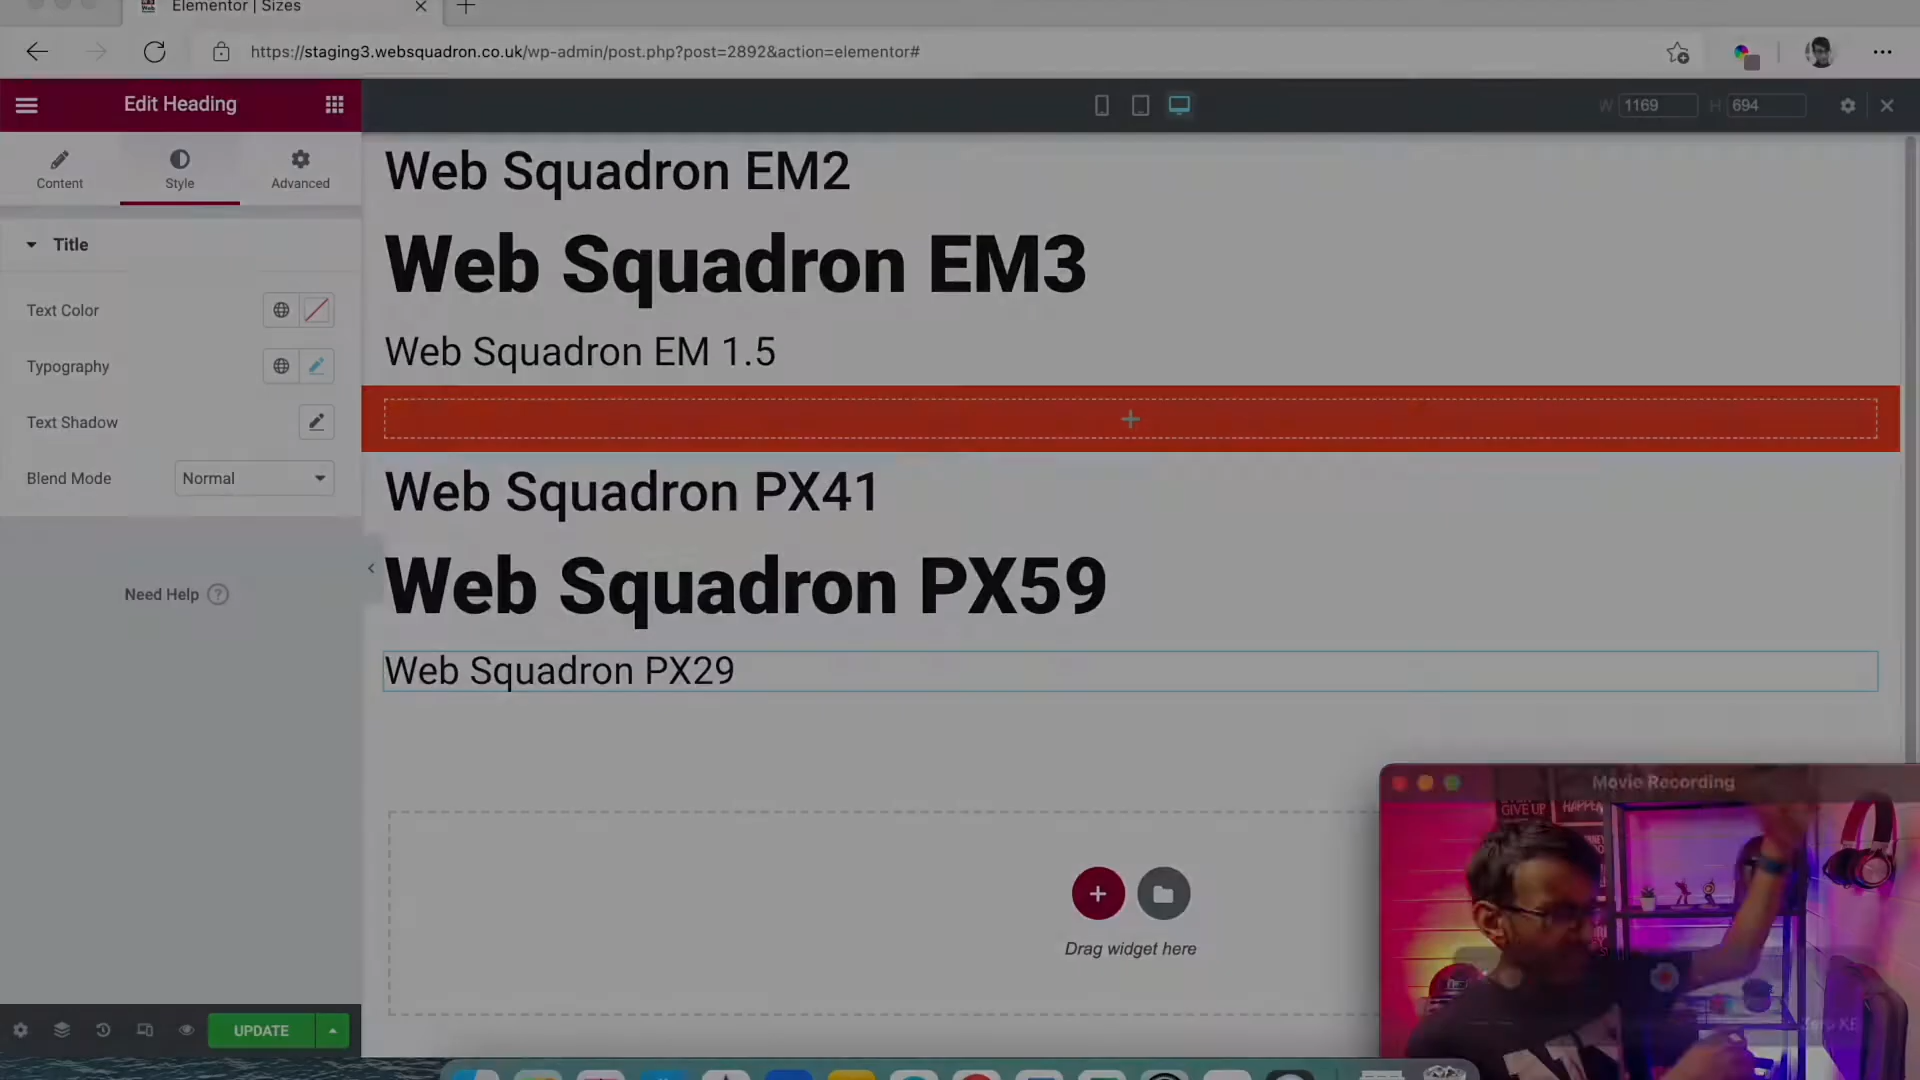 Elementor | Sizes
https://staging3.websquadron.co.uk/wp-admin/post.php?post=2892&action=elementor#
Edit Heading
W 1169 H 694
Content Style Advanced
Title
Text Color
Typography
Text Shadow
Blend Mode Normal
Need Help ?
UPDATE
Web Squadron EM2
Web Squadron EM3
Web Squadron EM 1.5
Web Squadron PX41
Web Squadron PX59
Web Squadron PX29
Drag widget here
Movie Recording
GIVE UP
HAPPEN